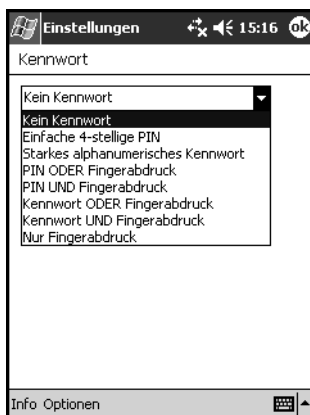 Einstellungen 15:16 ok
Kennwort
Kein Kennwort
Kein Kennwort
Einfache 4-stellige PIN
Starkes alphanumerisches Kennwort
PIN ODER Fingerabdruck
PIN UND Fingerabdruck
Kennwort ODER Fingerabdruck
Kennwort UND Fingerabdruck
Nur Fingerabdruck
Info Optionen